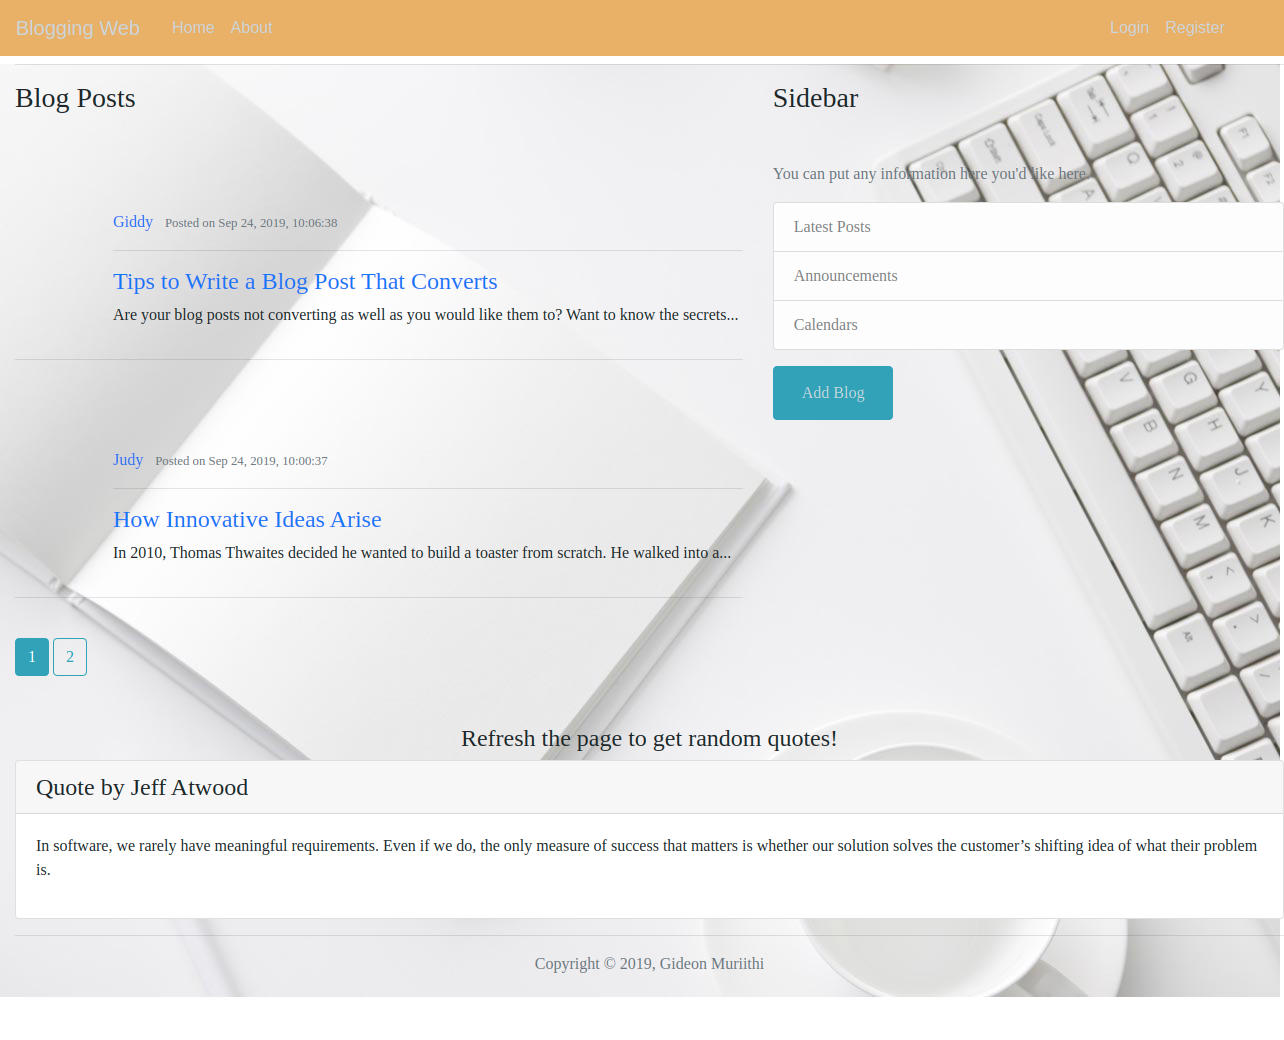 Blogging Web Home About Login Register
Blog Posts
Giddy Posted on Sep 24, 2019, 10:06:38
Tips to Write a Blog Post That Converts
Are your blog posts not converting as well as you would like them to? Want to know the secrets...
Judy Posted on Sep 24, 2019, 10:00:37
How Innovative Ideas Arise
In 2010, Thomas Thwaites decided he wanted to build a toaster from scratch. He walked into a...
1 2
Sidebar
You can put any information here you'd like here.
Latest Posts
Announcements
Calendars
Add Blog
Refresh the page to get random quotes!
Quote by Jeff Atwood
In software, we rarely have meaningful requirements. Even if we do, the only measure of success that matters is whether our solution solves the customer’s shifting idea of what their problem
is.
Copyright © 2019, Gideon Muriithi